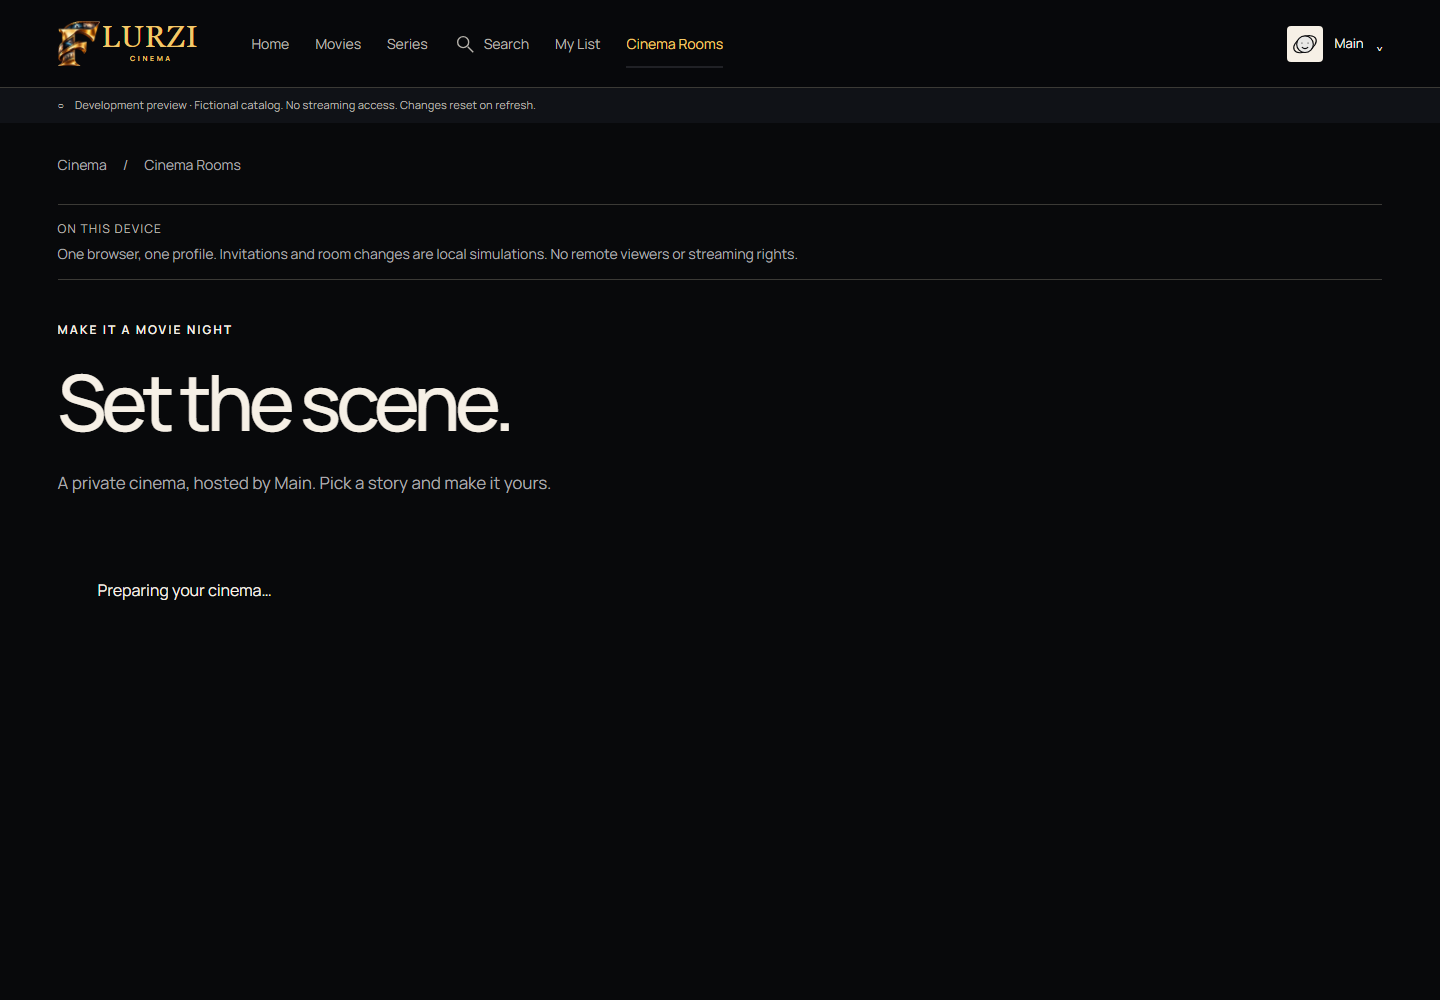 FLURZI
CINEMA
Home Movies Series Search My List Cinema Rooms
Main
Development preview · Fictional catalog. No streaming access. Changes reset on refresh.
Cinema / Cinema Rooms
ON THIS DEVICE
One browser, one profile. Invitations and room changes are local simulations. No remote viewers or streaming rights.
MAKE IT A MOVIE NIGHT
Set the scene.
A private cinema, hosted by Main. Pick a story and make it yours.
Preparing your cinema…